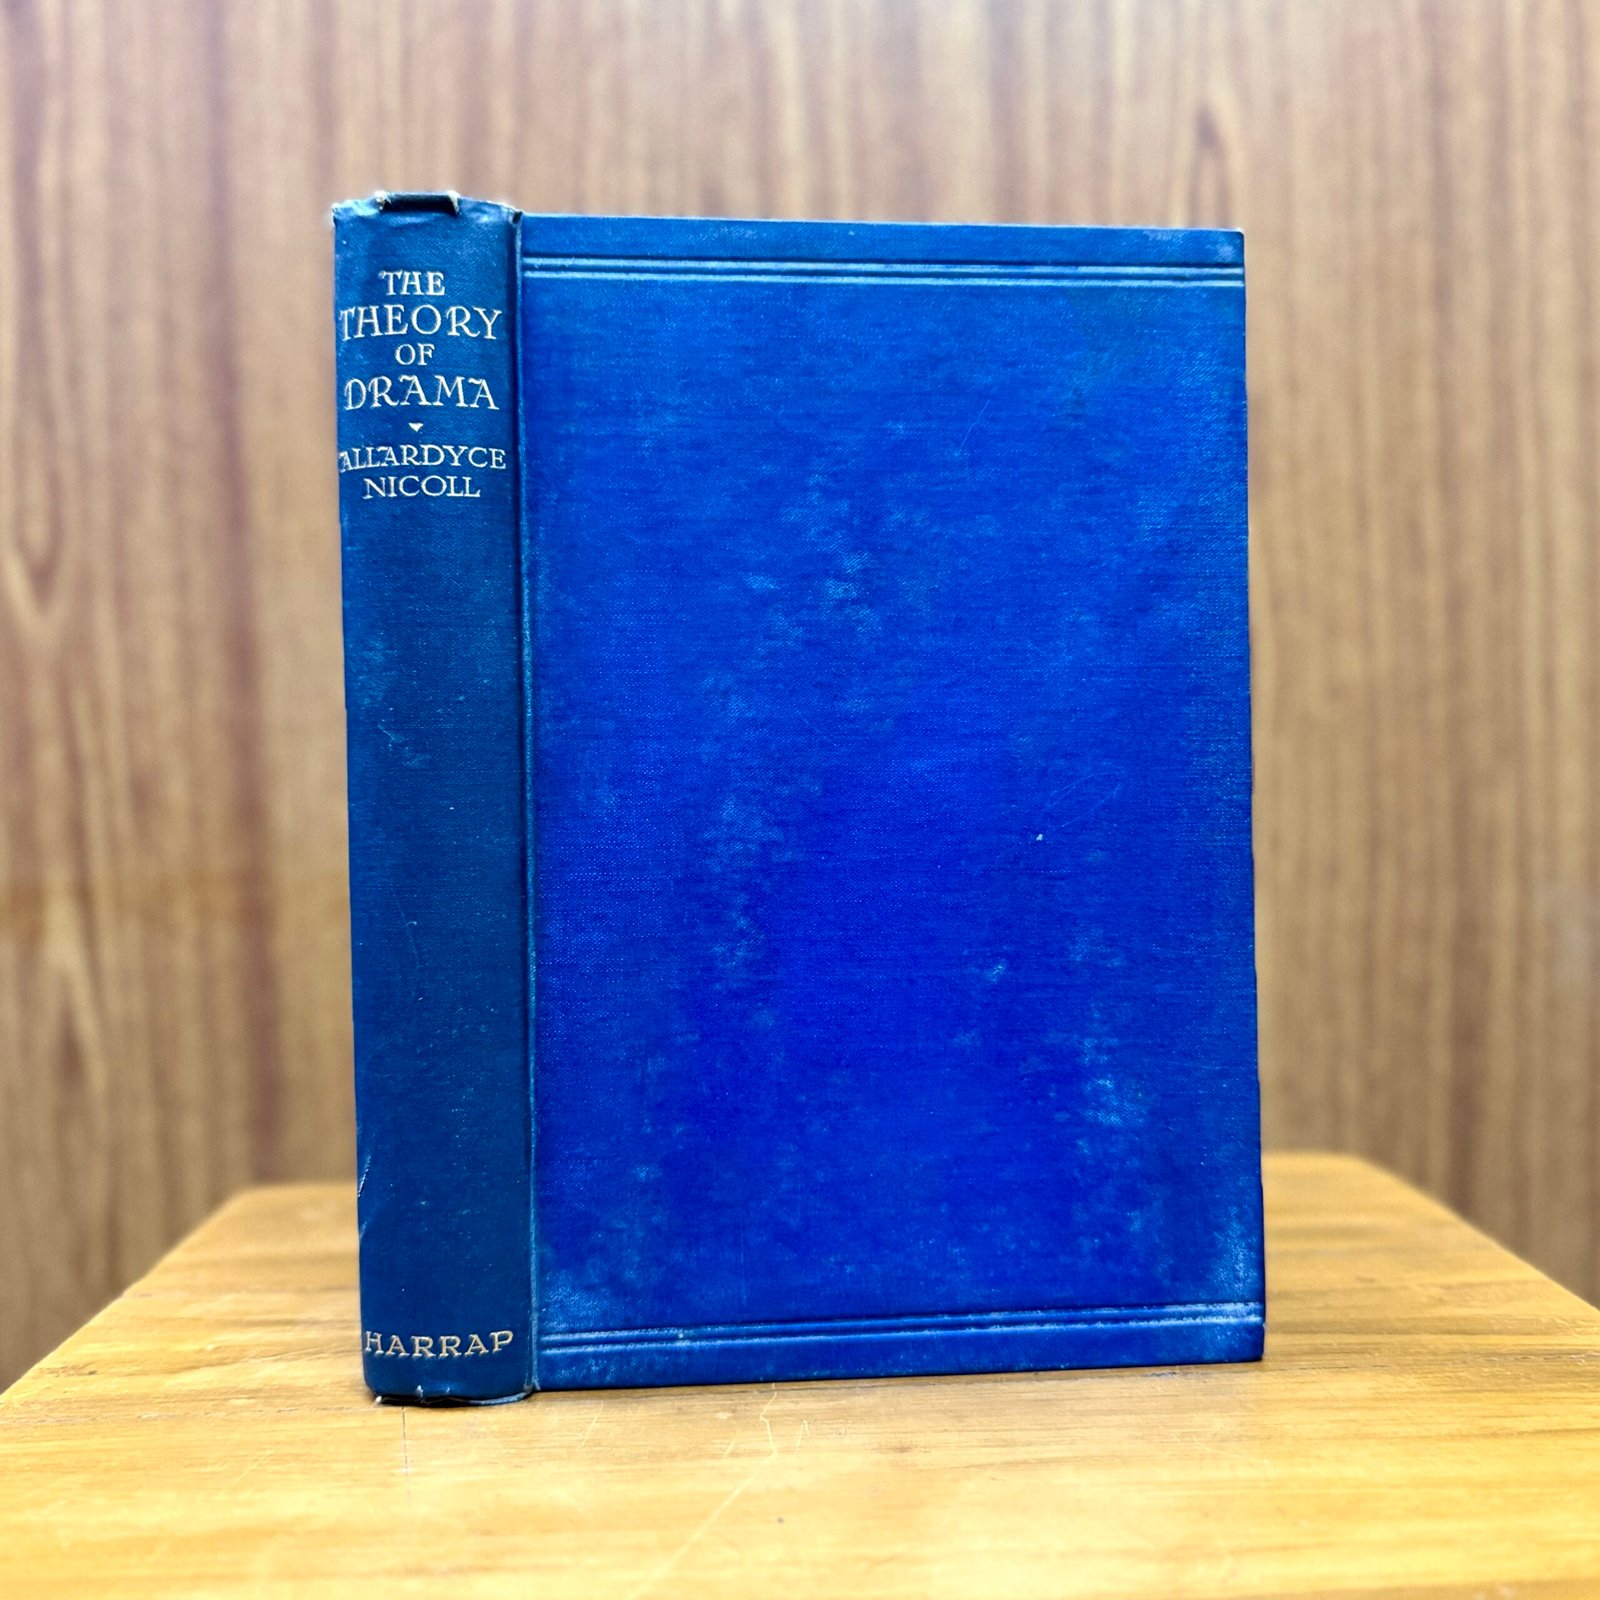 THE
THEORY
OF
DRAMA
ALLARDYCE
NICOLL
HARRAP